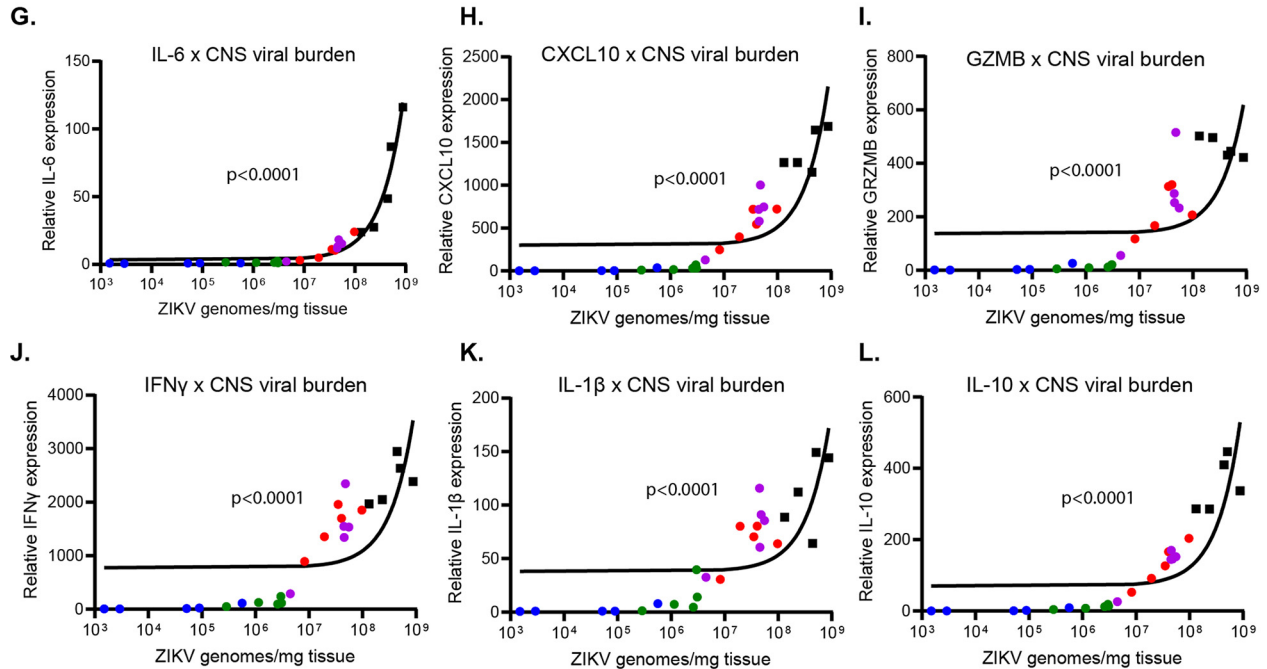 G.
IL-6 x CNS viral burden
Relative IL-6 expression
150
100
50
0
p<0.0001
10³ 10⁴ 10⁵ 10⁶ 10⁷ 10⁸ 10⁹
ZIKV genomes/mg tissue
H.
CXCL10 x CNS viral burden
Relative CXCL10 expression
2500
2000
1500
1000
500
0
p<0.0001
10³ 10⁴ 10⁵ 10⁶ 10⁷ 10⁸ 10⁹
ZIKV genomes/mg tissue
I.
GZMB x CNS viral burden
Relative GRZMB expression
800
600
400
200
0
p<0.0001
10³ 10⁴ 10⁵ 10⁶ 10⁷ 10⁸ 10⁹
ZIKV genomes/mg tissue
J.
IFNγ x CNS viral burden
Relative IFNγ expression
4000
3000
2000
1000
0
p<0.0001
10³ 10⁴ 10⁵ 10⁶ 10⁷ 10⁸ 10⁹
ZIKV genomes/mg tissue
K.
IL-1β x CNS viral burden
Relative IL-1β expression
200
150
100
50
0
p<0.0001
10³ 10⁴ 10⁵ 10⁶ 10⁷ 10⁸ 10⁹
ZIKV genomes/mg tissue
L.
IL-10 x CNS viral burden
Relative IL-10 expression
600
400
200
0
p<0.0001
10³ 10⁴ 10⁵ 10⁶ 10⁷ 10⁸ 10⁹
ZIKV genomes/mg tissue